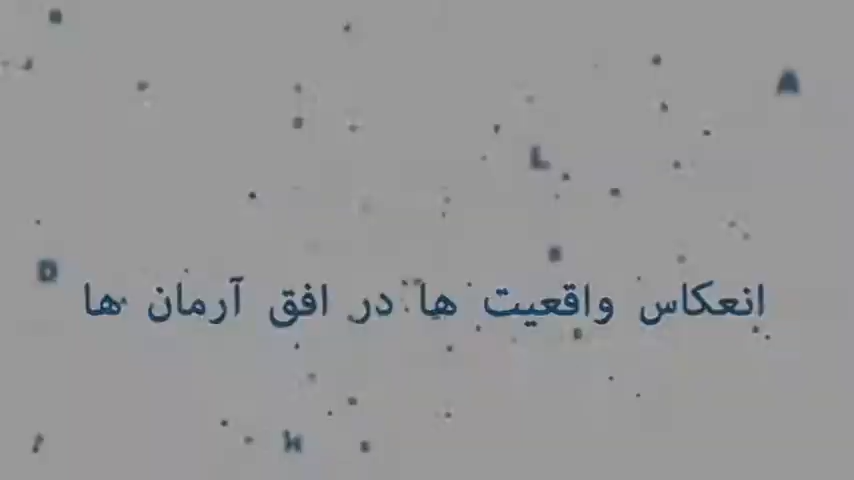 انعکاس واقعیت ها در افق آرمان ها